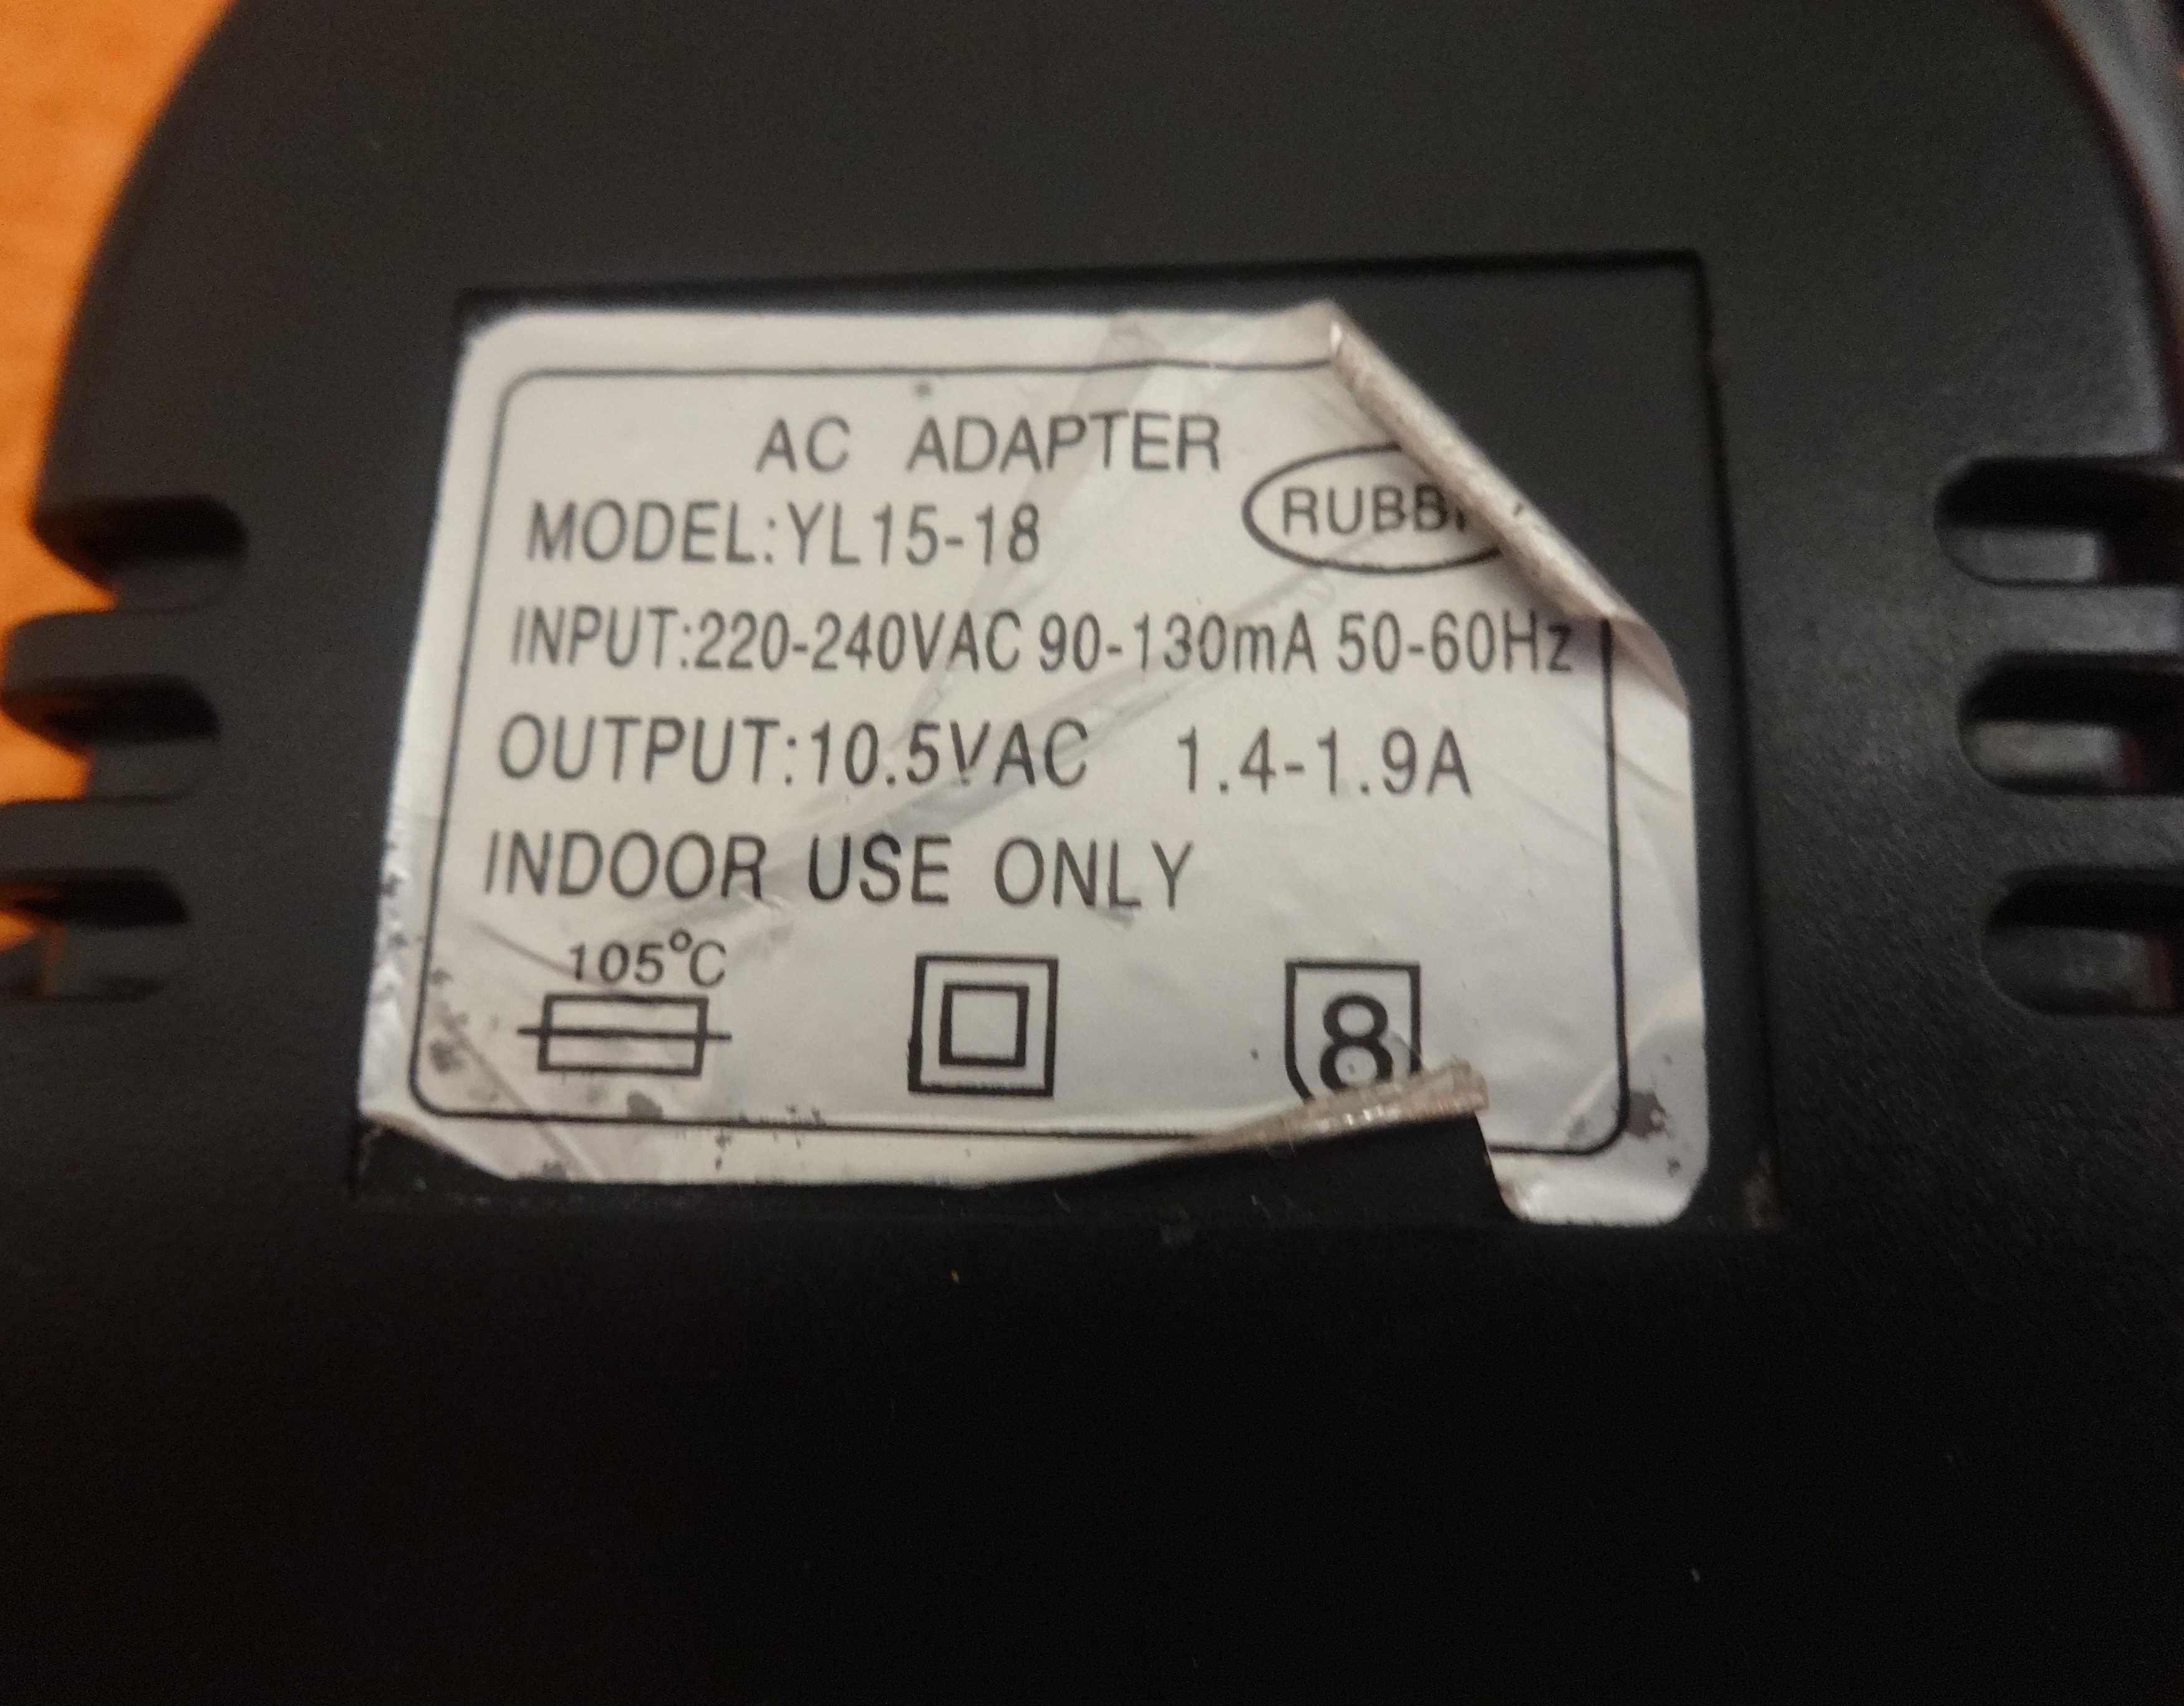 AC ADAPTER
MODEL:YL15-18
INPUT:220-240VAC 90-130mA 50-60Hz
OUTPUT:10.5VAC 1.4-1.9A
INDOOR USE ONLY
105°C
8